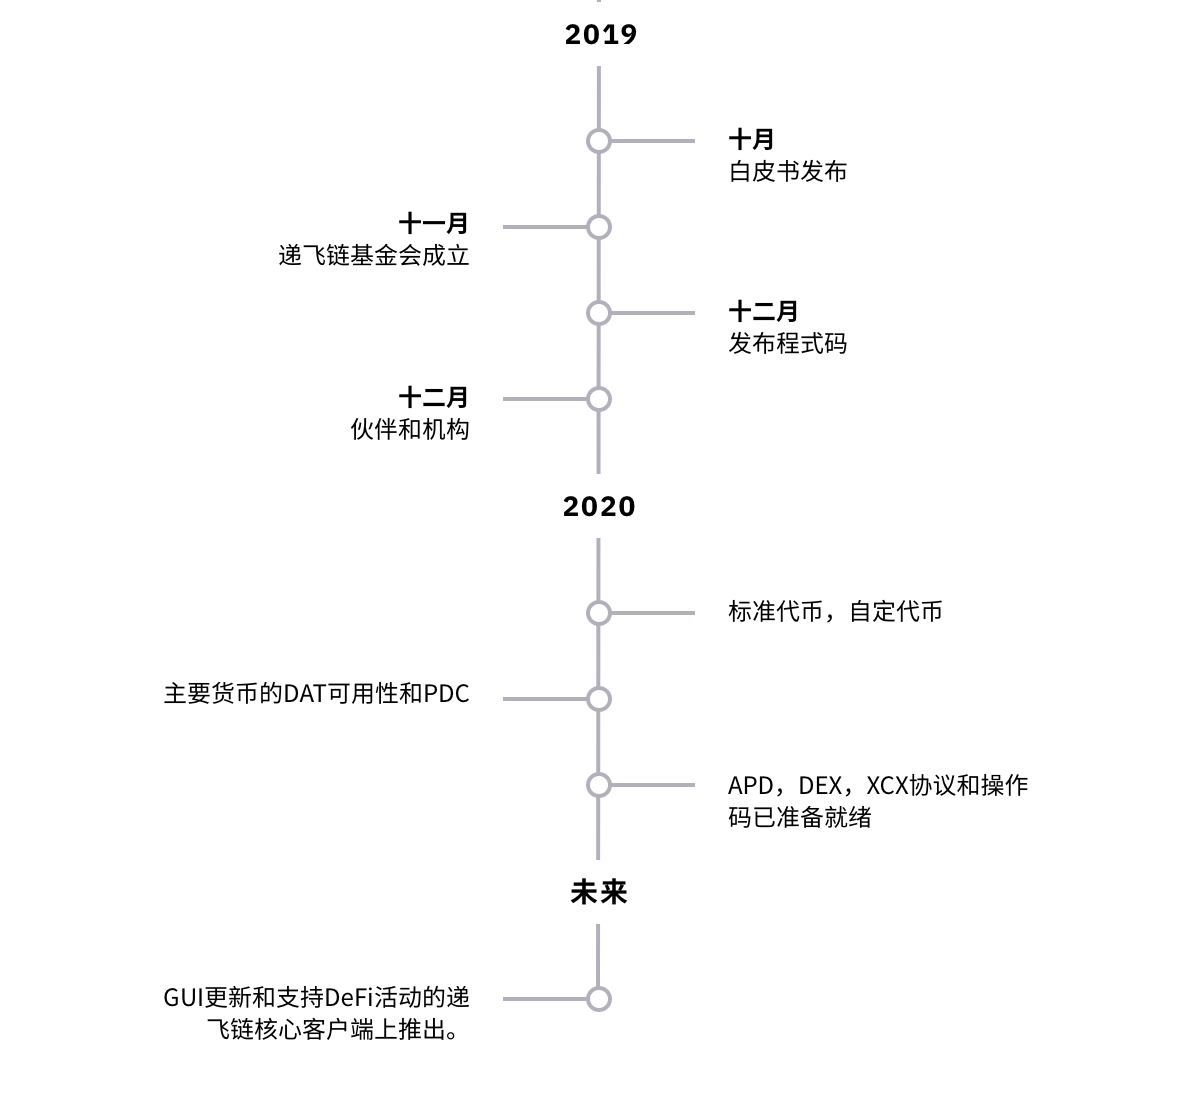 2019
十月
白皮书发布
十一月
递飞链基金会成立
十二月
发布程式码
十二月
伙伴和机构
2020
标准代币，自定代币
主要货币的DAT可用性和PDC
APD，DEX，XCX协议和操作
码已准备就绪
未来
GUI更新和支持DeFi活动的递
飞链核心客户端上推出。